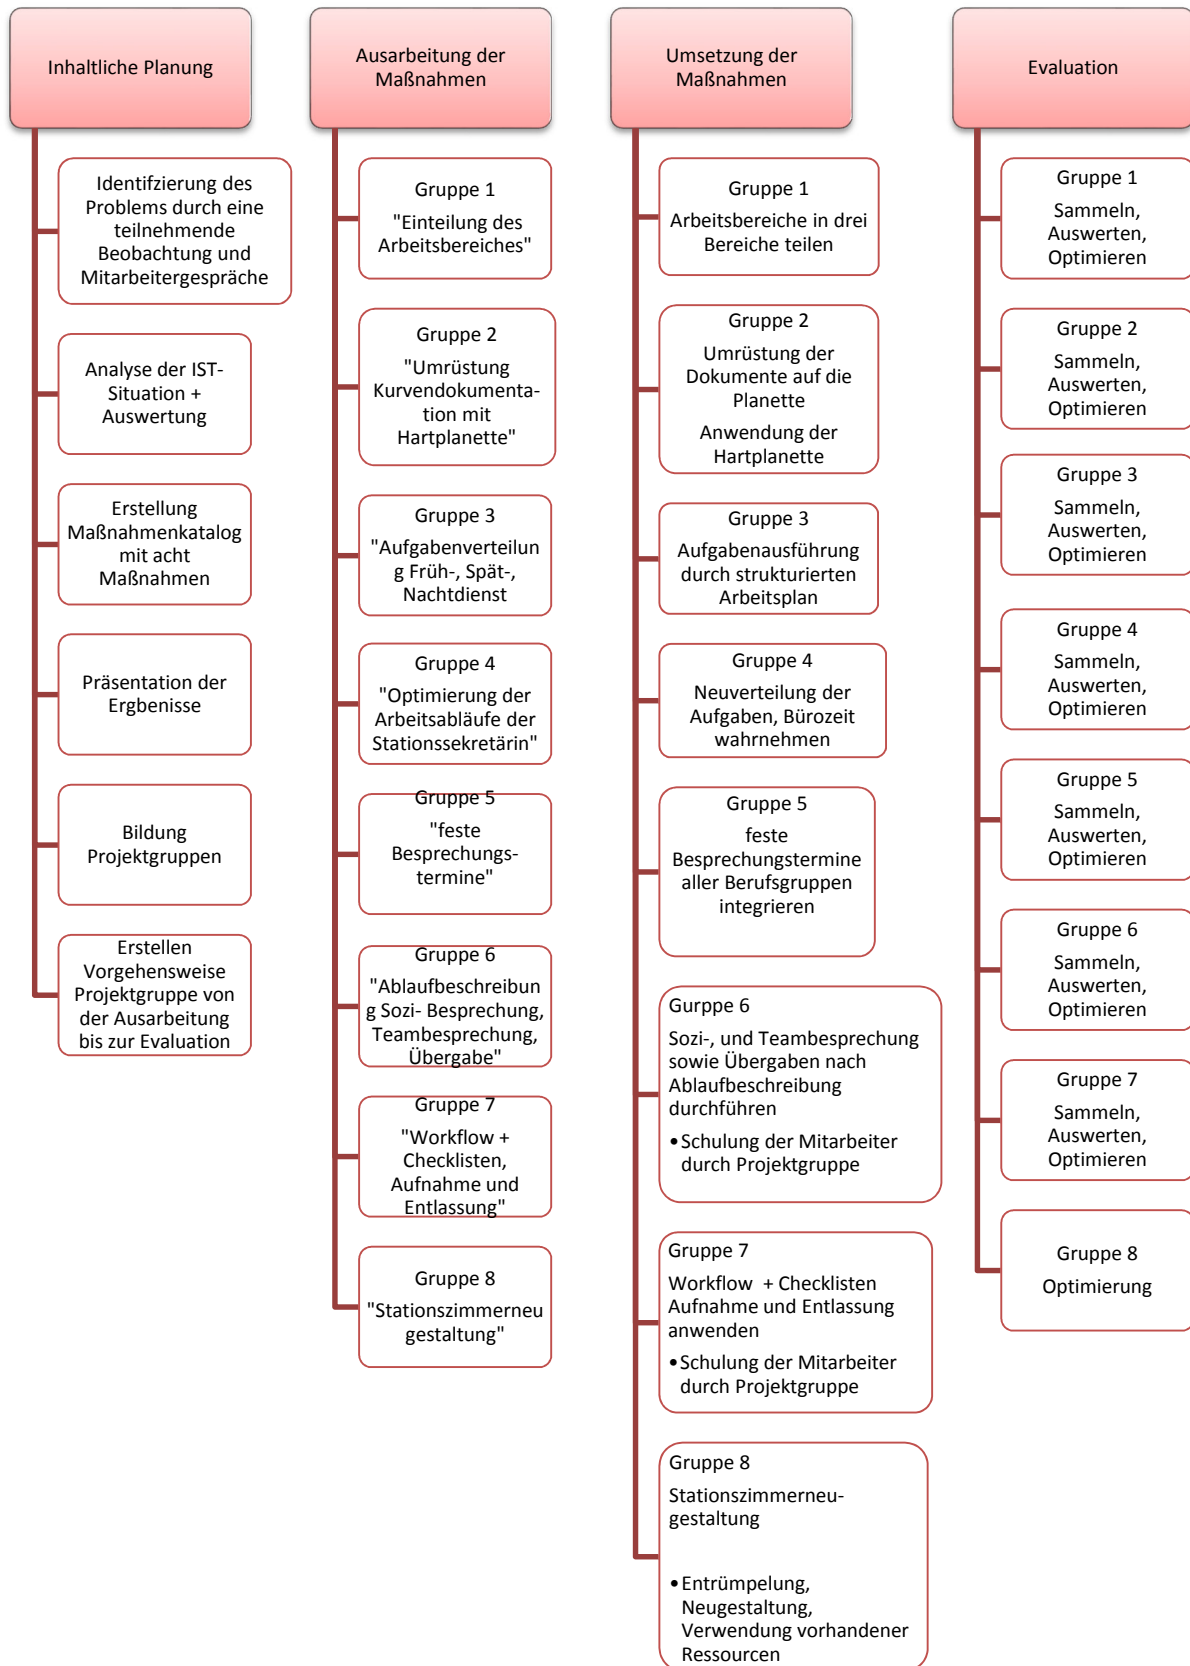 Inhaltliche Planung
Identifzierung des
Problems durch eine
teilnehmende
Beobachtung und
Mitarbeitergespräche
Analyse der IST-
Situation +
Auswertung
Erstellung
Maßnahmenkatalog
mit acht
Maßnahmen
Präsentation der
Ergbenisse
Bildung
Projektgruppen
Erstellen
Vorgehensweise
Projektgruppe von
der Ausarbeitung
bis zur Evaluation
Ausarbeitung der
Maßnahmen
Gruppe 1
"Einteilung des
Arbeitsbereiches"
Gruppe 2
"Umrüstung
Kurvendokumenta-
tion mit
Hartplanette"
Gruppe 3
"Aufgabenverteilun
g Früh-, Spät-,
Nachtdienst
Gruppe 4
"Optimierung der
Arbeitsabläufe der
Stationssekretärin"
Gruppe 5
"feste
Besprechungs-
termine"
Gruppe 6
"Ablaufbeschreibun
g Sozi- Besprechung,
Teambesprechung,
Übergabe"
Gruppe 7
"Workflow +
Checklisten,
Aufnahme und
Entlassung"
Gruppe 8
"Stationszimmerneu
gestaltung"
Umsetzung der
Maßnahmen
Gruppe 1
Arbeitsbereiche in drei
Bereiche teilen
Gruppe 2
Umrüstung der
Dokumente auf die
Planette
Anwendung der
Hartplanette
Gruppe 3
Aufgabenausführung
durch strukturierten
Arbeitsplan
Gruppe 4
Neuverteilung der
Aufgaben, Bürozeit
wahrnehmen
Gruppe 5
feste
Besprechungstermine
aller Berufsgruppen
integrieren
Gurppe 6
Sozi-, und Teambesprechung
sowie Übergaben nach
Ablaufbeschreibung
durchführen
•Schulung der Mitarbeiter
durch Projektgruppe
Gruppe 7
Workflow + Checklisten
Aufnahme und Entlassung
anwenden
•Schulung der Mitarbeiter
durch Projektgruppe
Gruppe 8
Stationszimmerneu-
gestaltung
•Entrümpelung,
Neugestaltung,
Verwendung vorhandener
Ressourcen
Evaluation
Gruppe 1
Sammeln,
Auswerten,
Optimieren
Gruppe 2
Sammeln,
Auswerten,
Optimieren
Gruppe 3
Sammeln,
Auswerten,
Optimieren
Gruppe 4
Sammeln,
Auswerten,
Optimieren
Gruppe 5
Sammeln,
Auswerten,
Optimieren
Gruppe 6
Sammeln,
Auswerten,
Optimieren
Gruppe 7
Sammeln,
Auswerten,
Optimieren
Gruppe 8
Optimierung